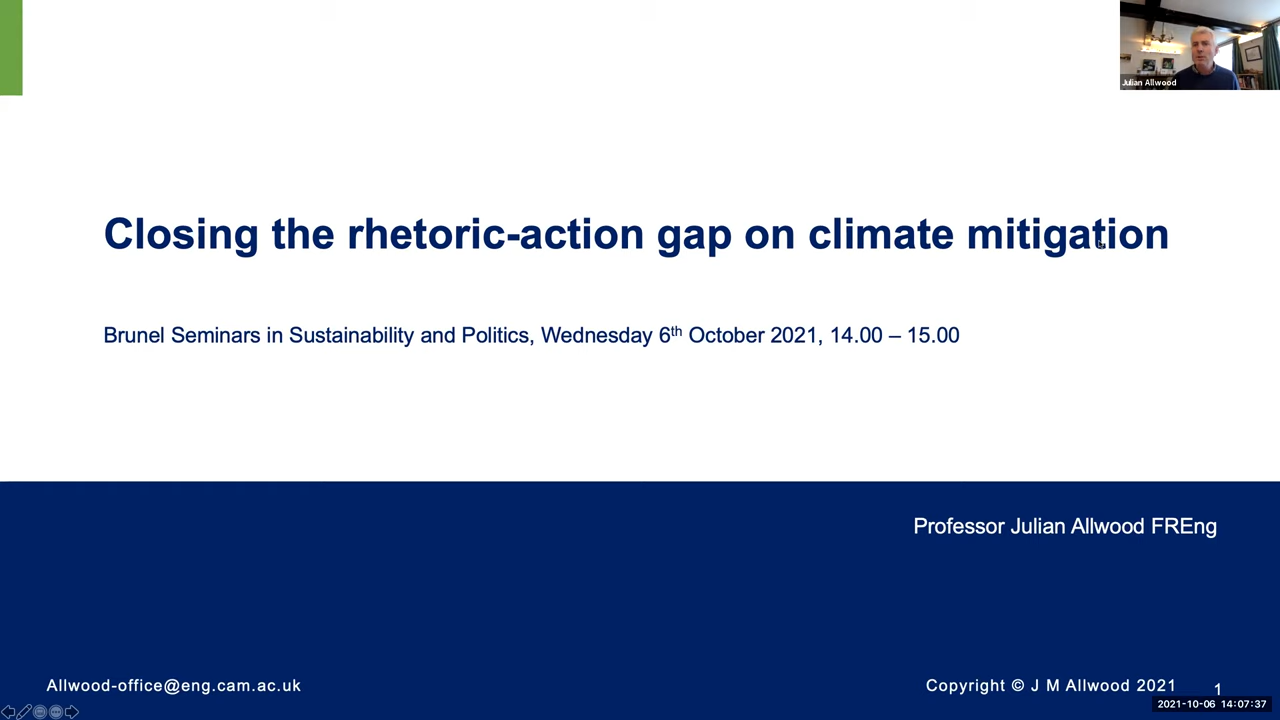 Julian Allwood
Closing the rhetoric-action gap on climate mitigation
Brunel Seminars in Sustainability and Politics, Wednesday 6th October 2021, 14.00 – 15.00
Professor Julian Allwood FREng
Allwood-office@eng.cam.ac.uk
Copyright © J M Allwood 2021
1
2021-10-06 14:07:37